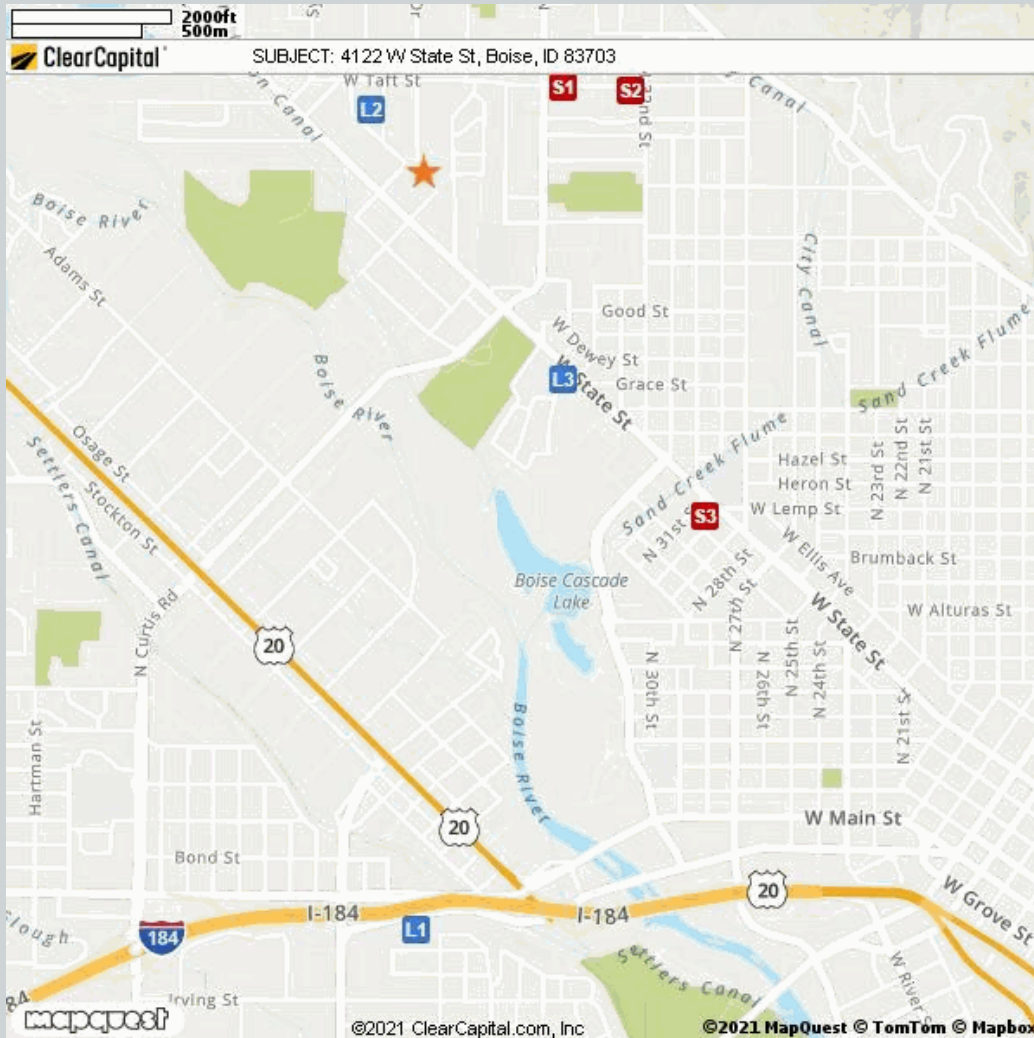 2000ft
500m
ClearCapital
SUBJECT: 4122 W State St, Boise, ID 83703
W Taft St
S1
S2
L2
Boise River
Adams St
City Canal
Good St
W Dewey St
L3
W State St
Grace St
Boise River
Sand Creek Flume
Osage St
Settlers Canal
Stockton St
Sand Creek Flume
Hazel St
Heron St
N 23rd St
N 22nd St
N 21st St
W Lemp St
S3
N 31st S
W Ellis Ave
Brumback St
Boise Cascade
Lake
N 28th St
N 27th St
W State St
W Alturas St
N Curtis Rd
20
N 30th St
N 26th St
N 25th St
N 24th St
N 21st S
Hartman St
Boise River
20
W Main St
Bond St
20
W Grove St
I-184
I-184
L1
184
Settlers Canal
W River S
84
Irving St
mapquest
©2021 ClearCapital.com, Inc
©2021 MapQuest © TomTom © Mapbox